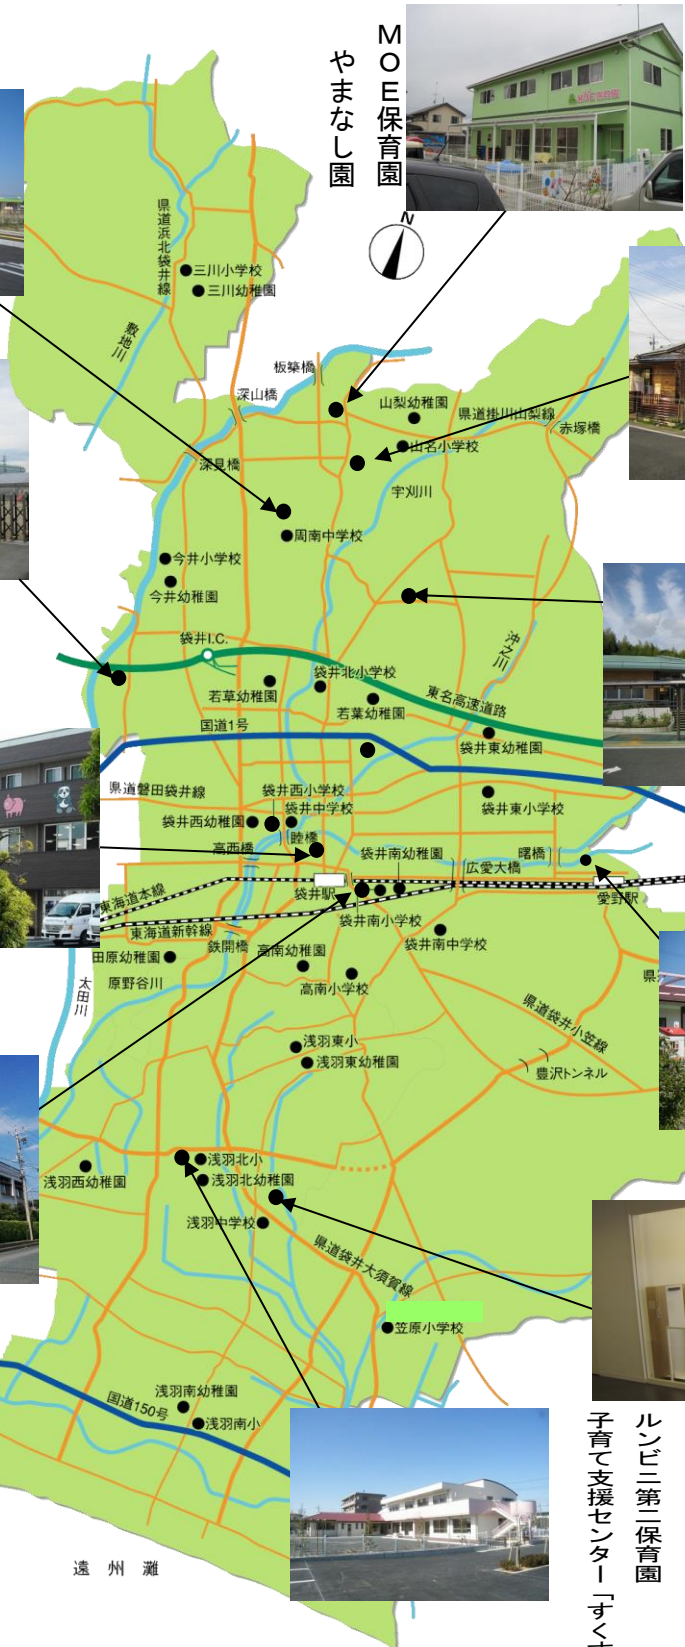 MOE保育園
やまなし園
N
県道浜北袋井線
三川小学校
三川幼稚園
敷地川
板築橋
深山橋
山梨幼稚園
県道掛川山梨線
赤塚橋
山名小学校
深見橋
宇刈川
周南中学校
今井小学校
今井幼稚園
沖之川
袋井I.C.
袋井北小学校
若草幼稚園
若葉幼稚園
東名高速道路
国道1号
袋井東幼稚園
県道磐田袋井線
袋井西小学校
袋井中学校
袋井東小学校
袋井西幼稚園
睦橋
高西橋
袋井南幼稚園
曙橋
広愛大橋
袋井駅
愛野駅
東海道本線
袋井南小学校
東海道新幹線
袋井南中学校
鉄開橋
高南幼稚園
田原幼稚園
原野谷川
太田川
高南小学校
県道袋井小笠線
浅羽東小
浅羽東幼稚園
豊沢トンネル
浅羽北小
浅羽西幼稚園
浅羽北幼稚園
浅羽中学校
県道袋井大須賀線
笠原小学校
浅羽南幼稚園
国道150号
浅羽南小
遠州灘
ルンビニ第二保育園
子育て支援センター「すく